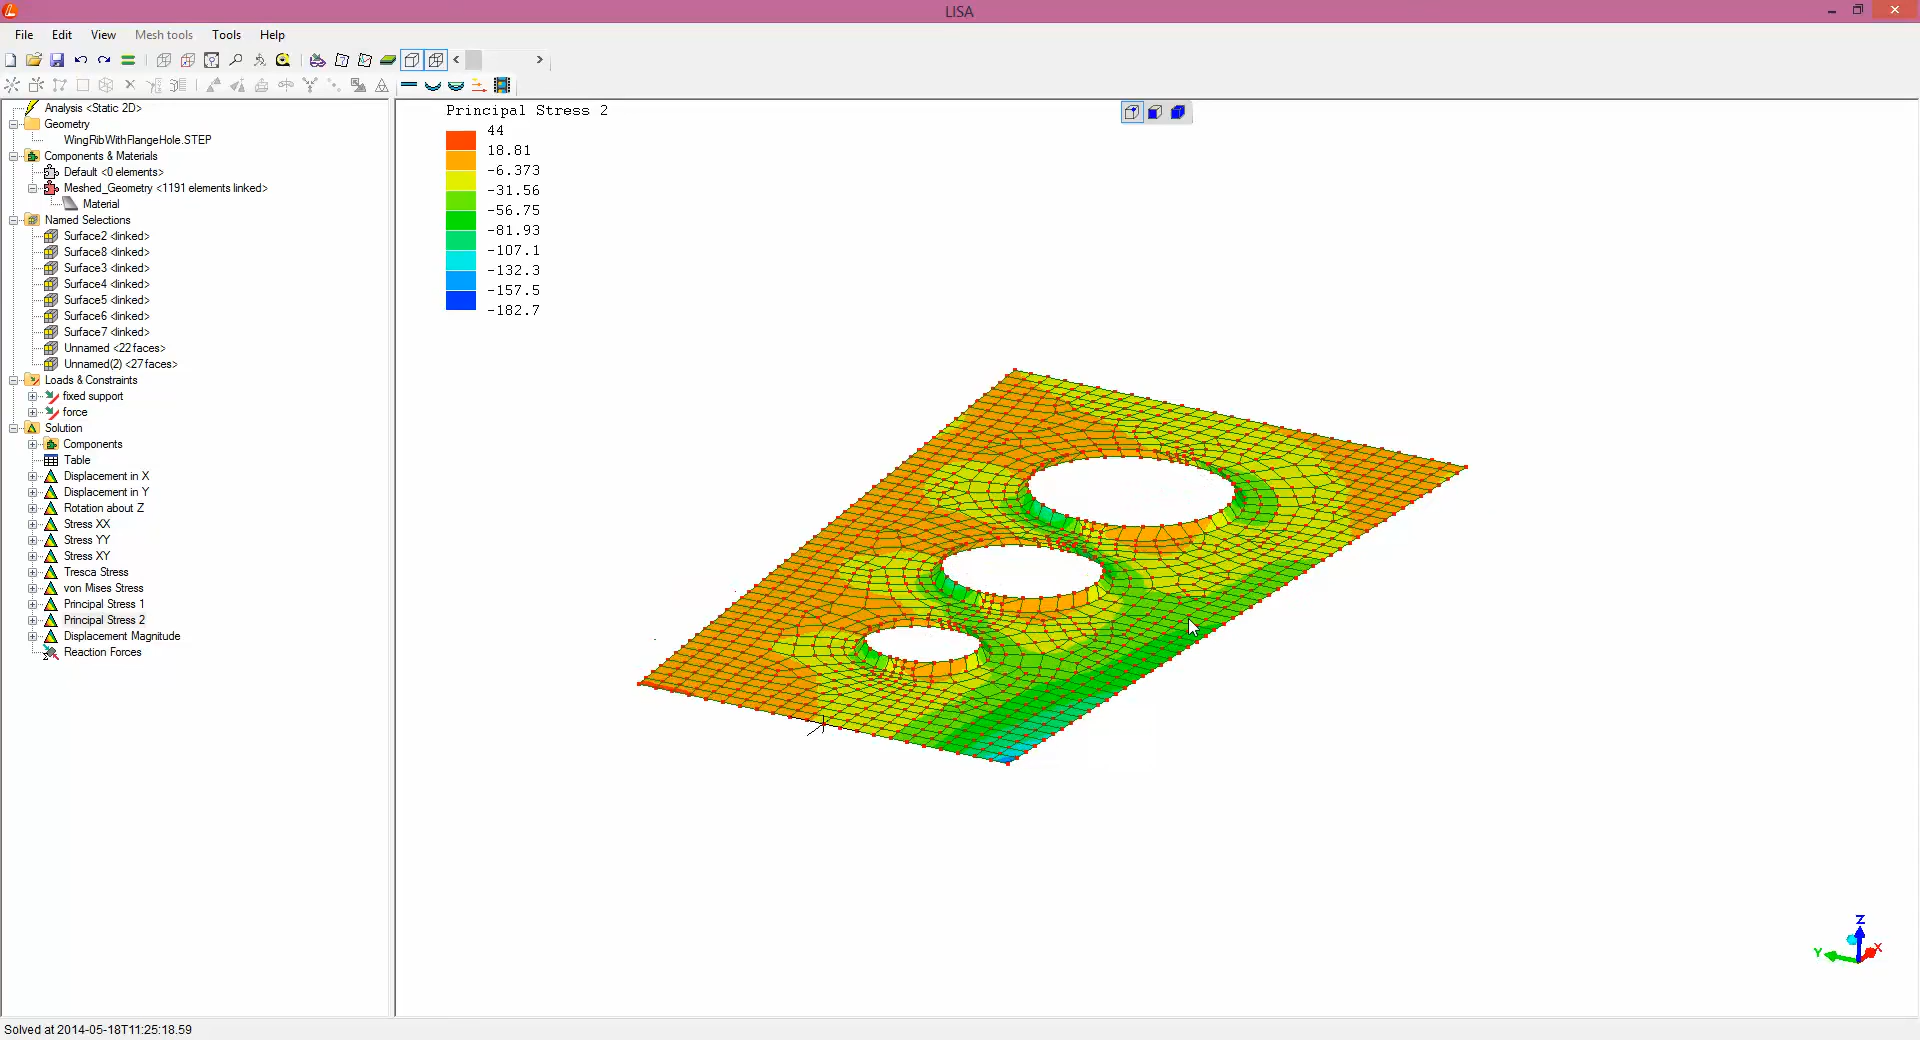 LISA
File Edit View Mesh tools Tools Help
Analysis <Static 2D>
Geometry
WingRibWithFlangeHole.STEP
Components & Materials
Default <0 elements>
Meshed_Geometry <1191 elements linked>
Material
Named Selections
Surface2 <linked>
Surface8 <linked>
Surface3 <linked>
Surface4 <linked>
Surface5 <linked>
Surface6 <linked>
Surface7 <linked>
Unnamed <22 faces>
Unnamed(2) <27 faces>
Loads & Constraints
fixed support
force
Solution
Components
Table
Displacement in X
Displacement in Y
Rotation about Z
Stress XX
Stress YY
Stress XY
Tresca Stress
von Mises Stress
Principal Stress 1
Principal Stress 2
Displacement Magnitude
Reaction Forces
Principal Stress 2
44
18.81
-6.373
-31.56
-56.75
-81.93
-107.1
-132.3
-157.5
-182.7
Z
Y
X
Solved at 2014-05-18T11:25:18.59